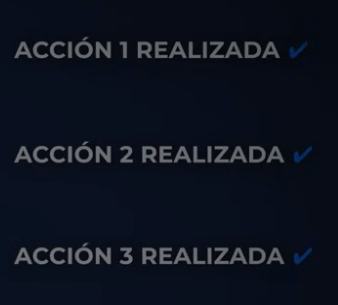 ACCIÓN 1 REALIZADA ✔
ACCIÓN 2 REALIZADA ✔
ACCIÓN 3 REALIZADA ✔